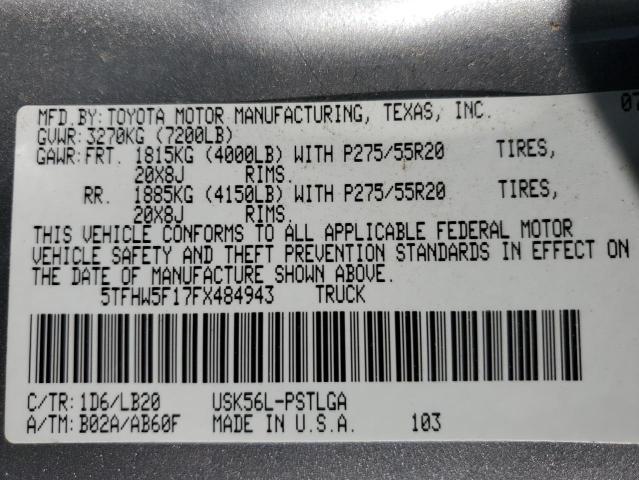 MFD.BY:TOYOTA MOTOR MANUFACTURING, TEXAS, INC. 07
GVWR:3270KG (7200LB)
GAWR:FRT. 1815KG (4000LB) WITH P275/55R20 TIRES,
20X8J RIMS.
RR. 1885KG (4150LB) WITH P275/55R20 TIRES,
20X8J RIMS.
THIS VEHICLE CONFORMS TO ALL APPLICABLE FEDERAL MOTOR
VEHICLE SAFETY AND THEFT PREVENTION STANDARDS IN EFFECT ON
THE DATE OF MANUFACTURE SHOWN ABOVE.
5TFHW5F17FX484943 TRUCK
C/TR:1D6/LB20 USK56L-PSTLGA
A/TM:B02A/AB60F MADE IN U.S.A. 103